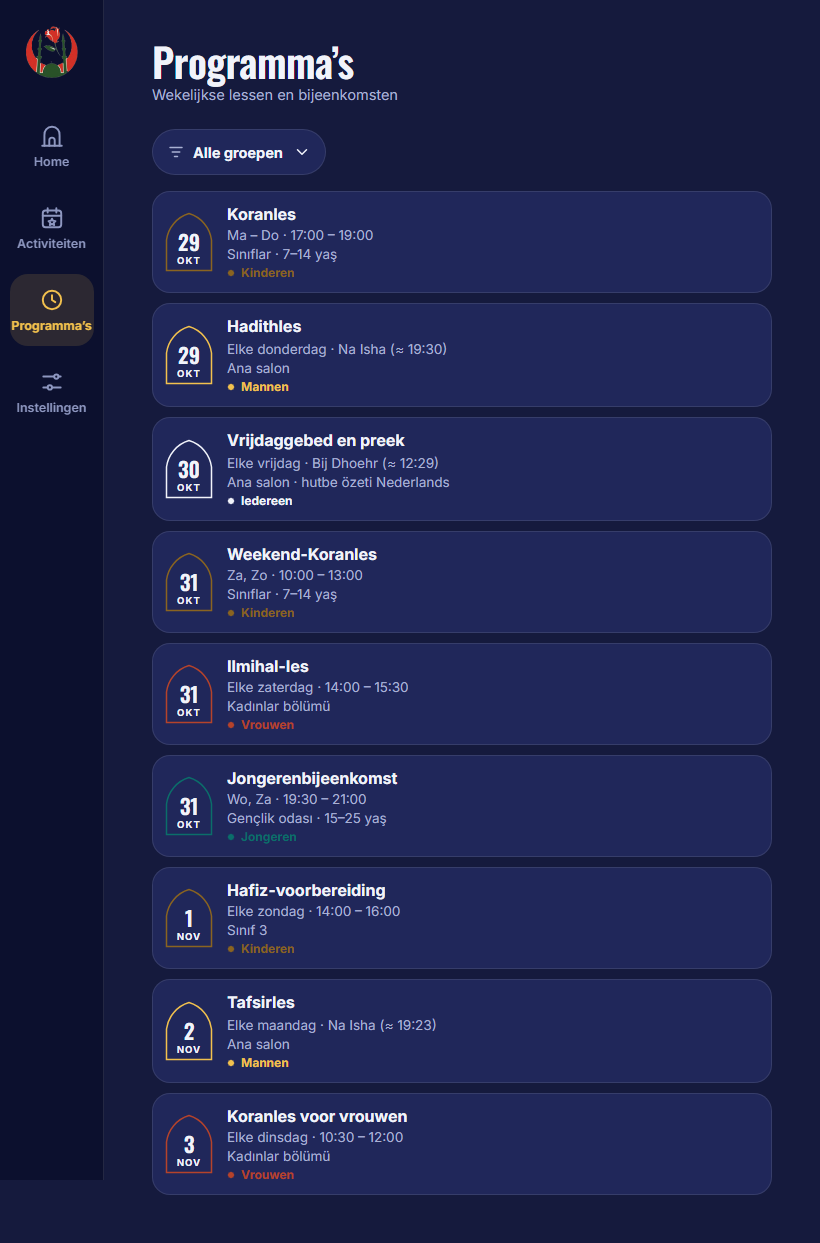 Programma's
Wekelijkse lessen en bijeenkomsten
Home
Activiteiten
Programma's
Instellingen
Alle groepen
29
OKT
Koranles
Ma – Do · 17:00 – 19:00
Sınıflar · 7–14 yaş
Kinderen
29
OKT
Hadithles
Elke donderdag · Na Isha (≈ 19:30)
Ana salon
Mannen
30
OKT
Vrijdaggebed en preek
Elke vrijdag · Bij Dhoehr (≈ 12:29)
Ana salon · hutbe özeti Nederlands
Iedereen
31
OKT
Weekend-Koranles
Za, Zo · 10:00 – 13:00
Sınıflar · 7–14 yaş
Kinderen
31
OKT
Ilmihal-les
Elke zaterdag · 14:00 – 15:30
Kadınlar bölümü
Vrouwen
31
OKT
Jongerenbijeenkomst
Wo, Za · 19:30 – 21:00
Gençlik odası · 15–25 yaş
Jongeren
1
NOV
Hafiz-voorbereiding
Elke zondag · 14:00 – 16:00
Sınıf 3
Kinderen
2
NOV
Tafsirles
Elke maandag · Na Isha (≈ 19:23)
Ana salon
Mannen
3
NOV
Koranles voor vrouwen
Elke dinsdag · 10:30 – 12:00
Kadınlar bölümü
Vrouwen